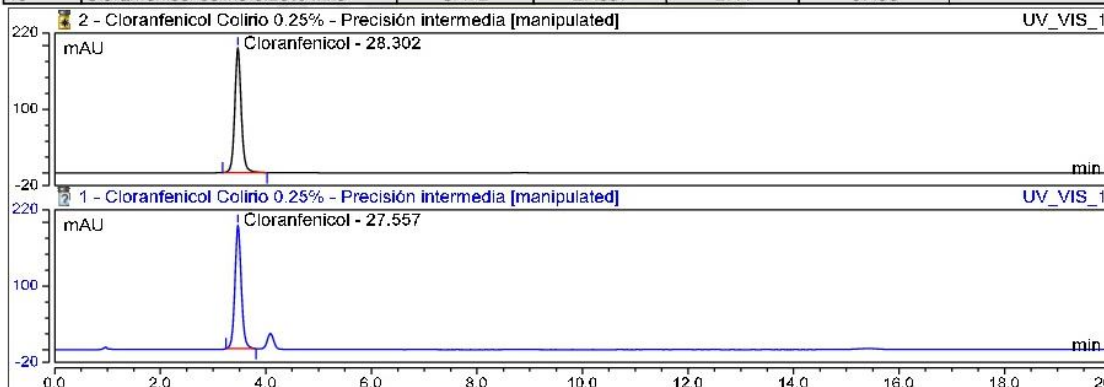 2 - Cloranfenicol Colirio 0.25% - Precisión intermedia [manipulated] UV_VIS_1
220
mAU
Cloranfenicol - 28.302
100
min
-20
1 - Cloranfenicol Colirio 0.25% - Precisión intermedia [manipulated] UV_VIS_1
220
mAU
Cloranfenicol - 27.557
100
min
-20
0.0 2.0 4.0 6.0 8.0 10.0 12.0 14.0 16.0 18.0